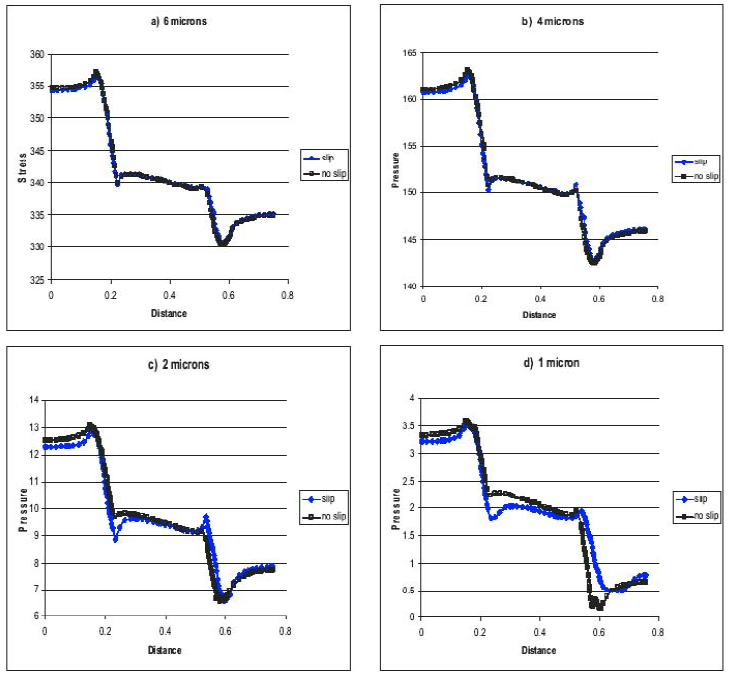 a) 6 microns
360
355
350
345
340
335
330
325
Stress
0
0.2
0.4
0.6
0.8
Distance
slip
no slip
b) 4 microns
165
160
155
150
145
140
Pressure
0
0.2
0.4
0.6
0.8
Distance
slip
no slip
c) 2 microns
14
13
12
11
10
9
8
7
6
Pressure
0
0.2
0.4
0.6
0.8
Distance
slip
no slip
d) 1 micron
4
3.5
3
2.5
2
1.5
1
0.5
0
Pressure
0
0.2
0.4
0.6
0.8
Distance
slip
no slip